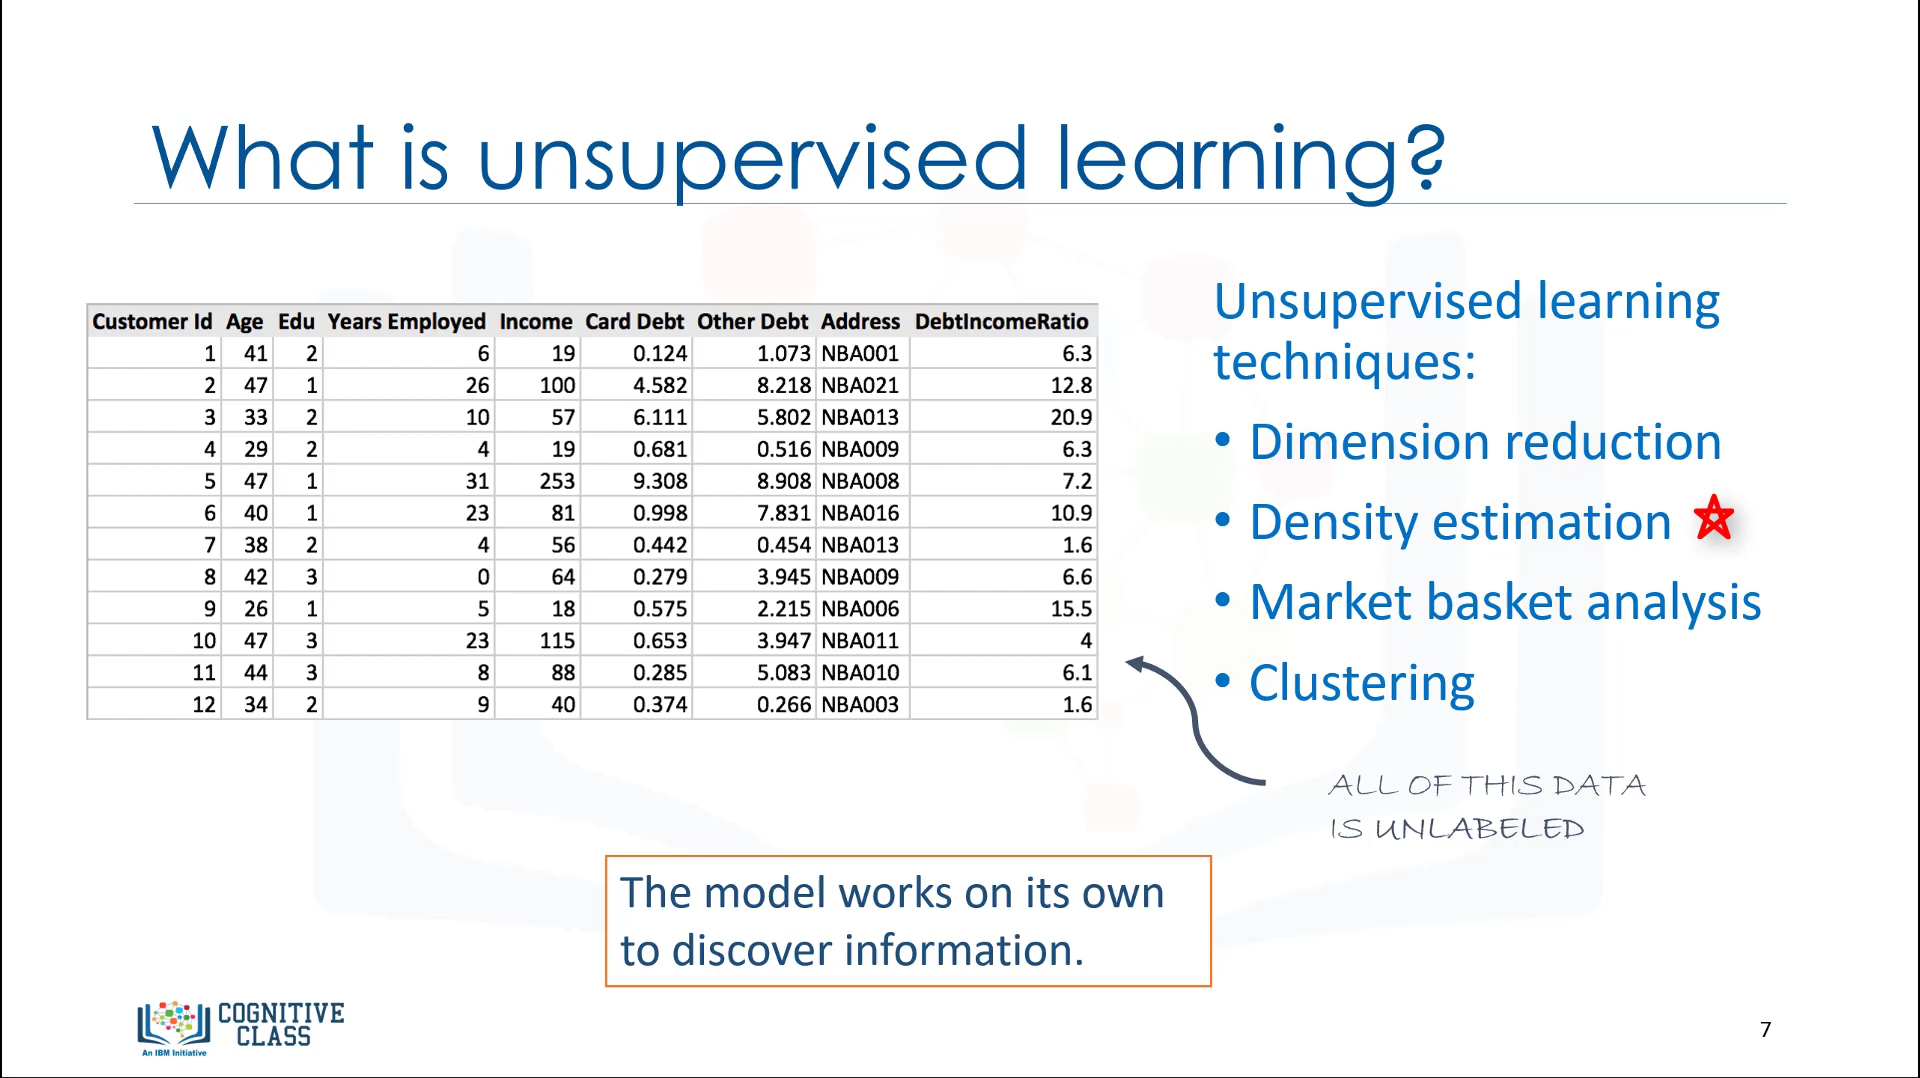 What is unsupervised learning?
Customer Id Age Edu Years Employed Income Card Debt Other Debt Address DebtIncomeRatio
1 41 2 6 19 0.124 1.073 NBA001 6.3
2 47 1 26 100 4.582 8.218 NBA021 12.8
3 33 2 10 57 6.111 5.802 NBA013 20.9
4 29 2 4 19 0.681 0.516 NBA009 6.3
5 47 1 31 253 9.308 8.908 NBA008 7.2
6 40 1 23 81 0.998 7.831 NBA016 10.9
7 38 2 4 56 0.442 0.454 NBA013 1.6
8 42 3 0 64 0.279 3.945 NBA009 6.6
9 26 1 5 18 0.575 2.215 NBA006 15.5
10 47 3 23 115 0.653 3.947 NBA011 4
11 44 3 8 88 0.285 5.083 NBA010 6.1
12 34 2 9 40 0.374 0.266 NBA003 1.6
Unsupervised learning
techniques:
• Dimension reduction
• Density estimation
• Market basket analysis
• Clustering
ALL OF THIS DATA
IS UNLABELED
The model works on its own
to discover information.
COGNITIVE
CLASS
An IBM Initiative
7